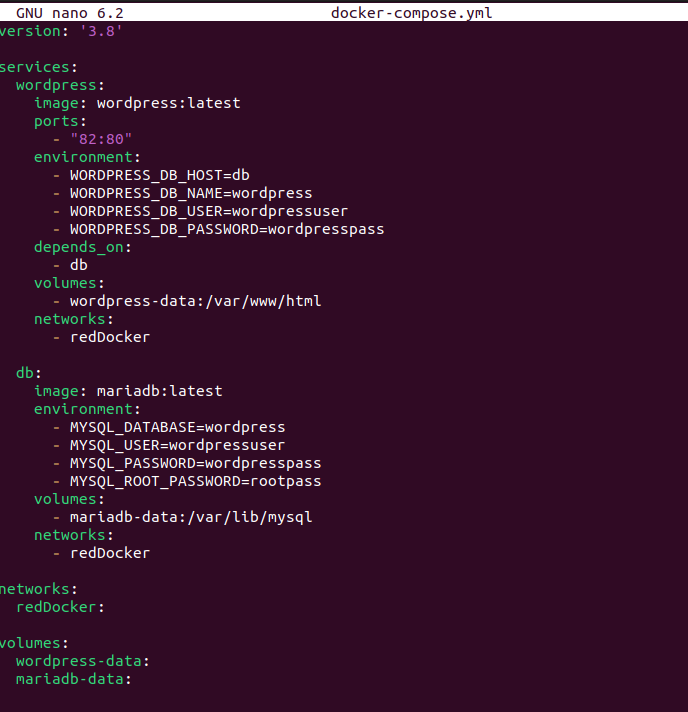 GNU nano 6.2 docker-compose.yml
version: '3.8'
services:
wordpress:
image: wordpress:latest
ports:
- "82:80"
environment:
- WORDPRESS_DB_HOST=db
- WORDPRESS_DB_NAME=wordpress
- WORDPRESS_DB_USER=wordpressuser
- WORDPRESS_DB_PASSWORD=wordpresspass
depends_on:
- db
volumes:
- wordpress-data:/var/www/html
networks:
- redDocker
db:
image: mariadb:latest
environment:
- MYSQL_DATABASE=wordpress
- MYSQL_USER=wordpressuser
- MYSQL_PASSWORD=wordpresspass
- MYSQL_ROOT_PASSWORD=rootpass
volumes:
- mariadb-data:/var/lib/mysql
networks:
- redDocker
networks:
redDocker:
volumes:
wordpress-data:
mariadb-data: